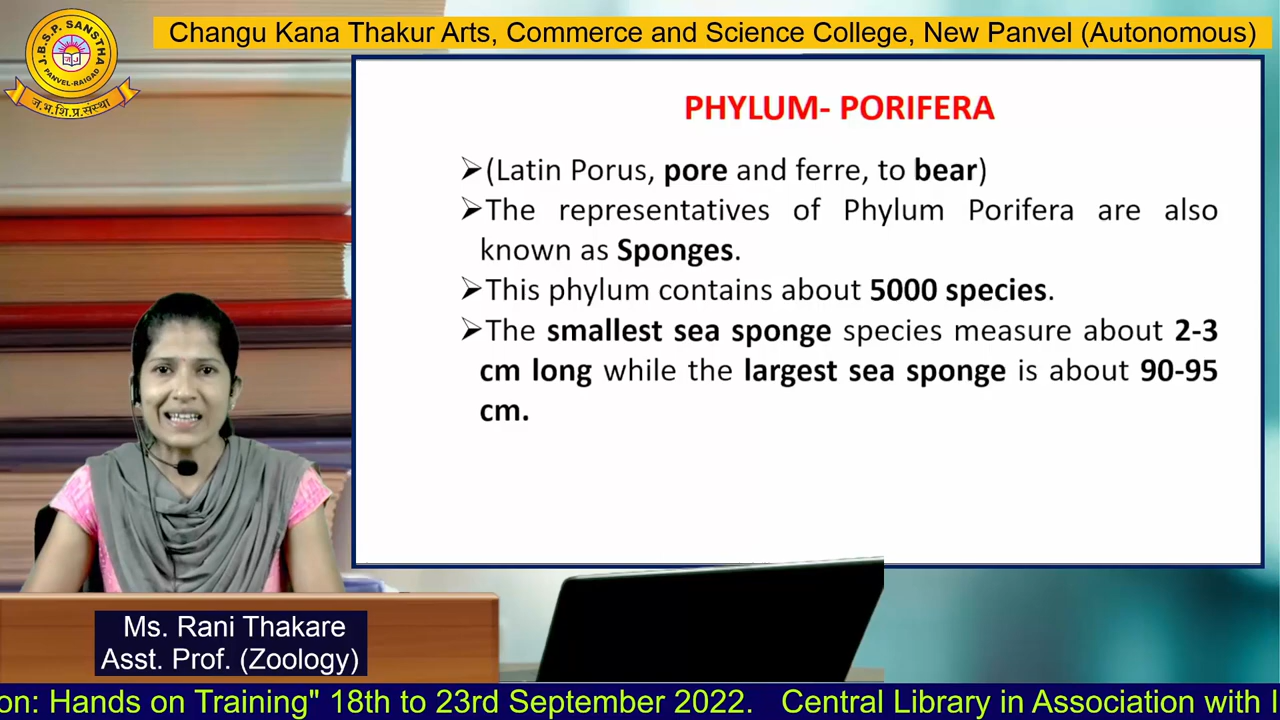 J.B.S.P. SANSTHA
PANVEL-RAIGAD
ज.भ.शि.प्र.संस्था
Changu Kana Thakur Arts, Commerce and Science College, New Panvel (Autonomous)
PHYLUM- PORIFERA
➢(Latin Porus, pore and ferre, to bear)
➢The representatives of Phylum Porifera are also
known as Sponges.
➢This phylum contains about 5000 species.
➢The smallest sea sponge species measure about 2-3
cm long while the largest sea sponge is about 90-95
cm.
Ms. Rani Thakare
Asst. Prof. (Zoology)
on: Hands on Training" 18th to 23rd September 2022. Central Library in Association with I